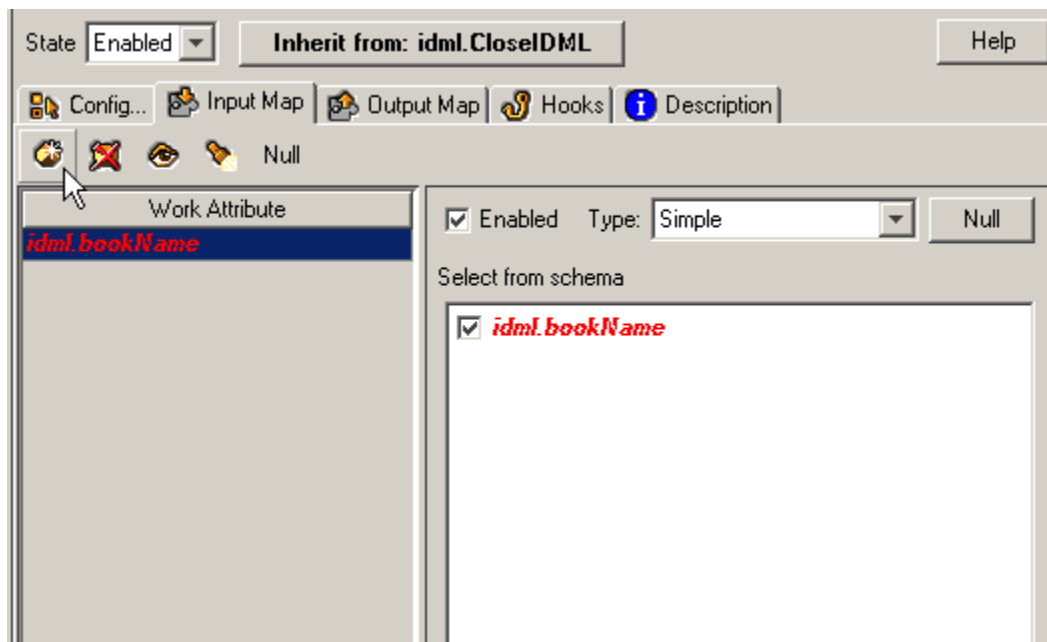 State Enabled Inherit from: idml.CloseIDML Help
Config... Input Map Output Map Hooks Description
Null
Work Attribute
idml.bookName
Enabled Type: Simple Null
Select from schema
idml.bookName